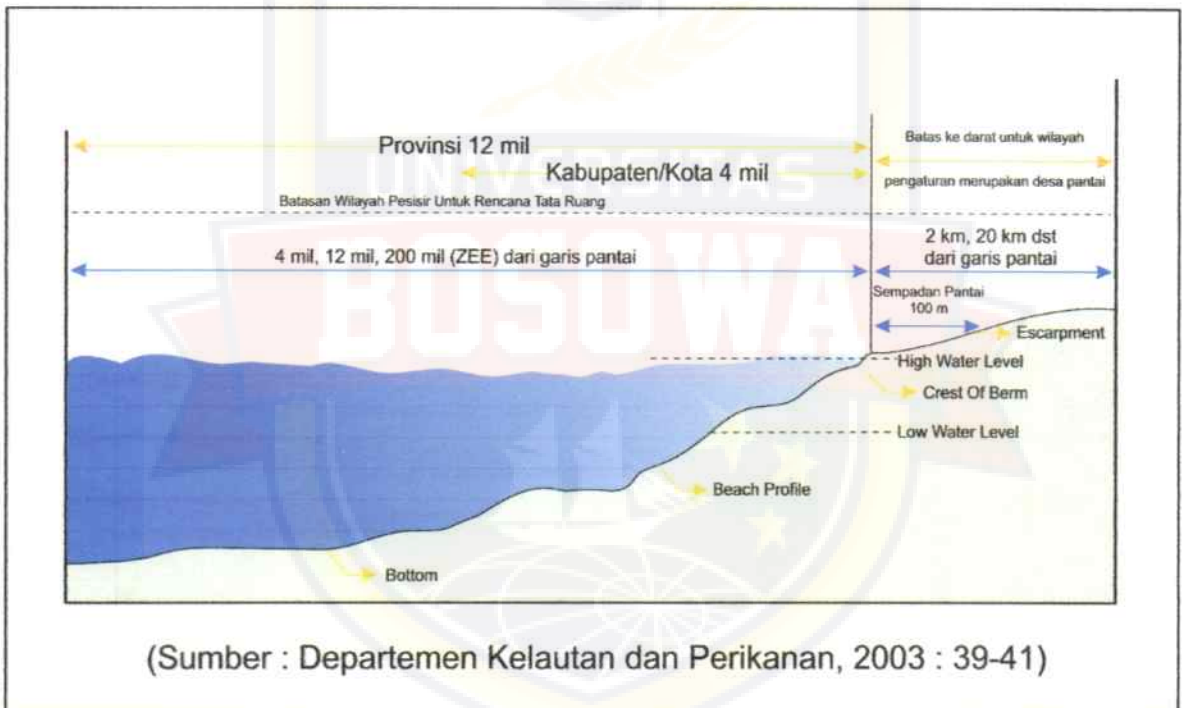 Provinsi 12 mil
Batas ke darat untuk wilayah
Kabupaten/Kota 4 mil
pengaturan merupakan desa pantai
UNIVERSITAS
Batasan Wilayah Pesisir Untuk Rencana Tata Ruang
4 mil, 12 mil, 200 mil (ZEE) dari garis pantai
2 km, 20 km dst
dari garis pantai
BOSOWA
Sempadan Pantai
100 m
Escarpment
High Water Level
Crest Of Berm
Low Water Level
Beach Profile
Bottom
(Sumber : Departemen Kelautan dan Perikanan, 2003 : 39-41)